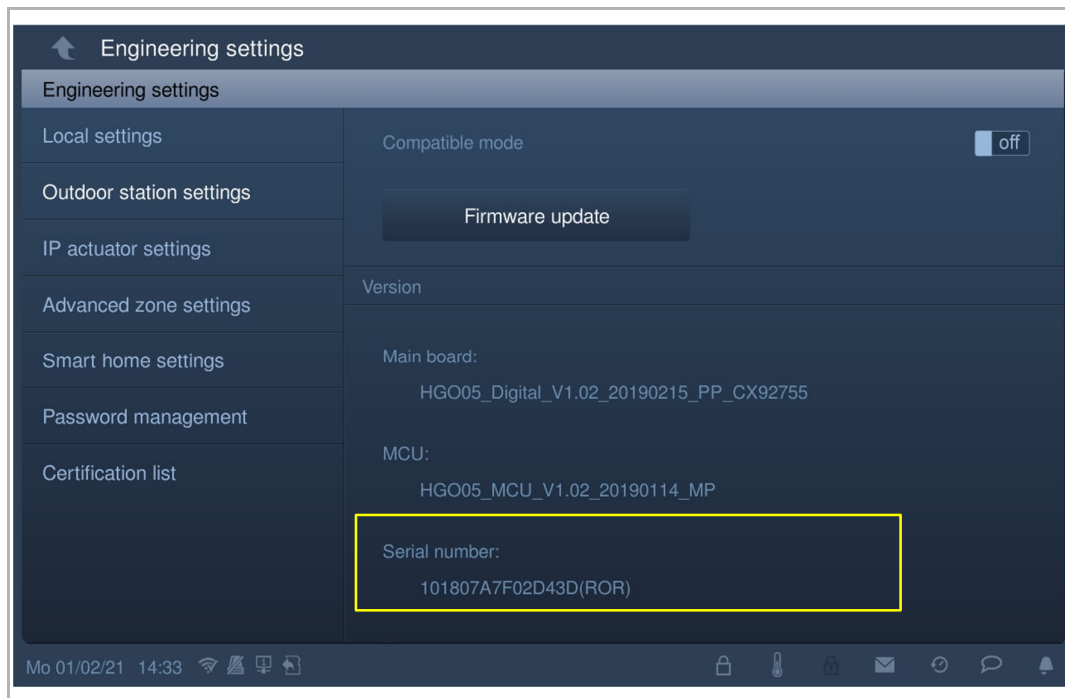 Engineering settings
Engineering settings
Local settings
Outdoor station settings
IP actuator settings
Advanced zone settings
Smart home settings
Password management
Certification list
Compatible mode
off
Firmware update
Version
Main board:
HGO05_Digital_V1.02_20190215_PP_CX92755
MCU:
HGO05_MCU_V1.02_20190114_MP
Serial number:
101807A7F02D43D(ROR)
Mo 01/02/21 14:33